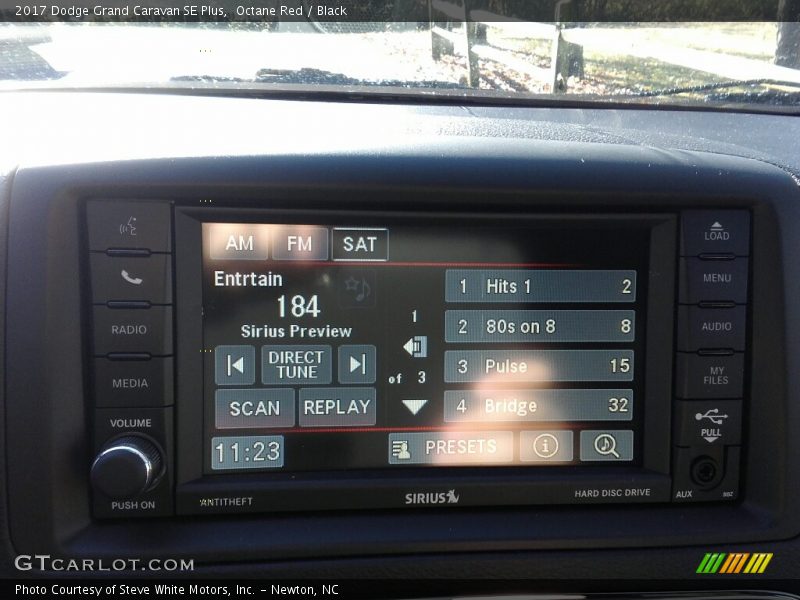 2017 Dodge Grand Caravan SE Plus, Octane Red / Black
AM FM SAT
Entrtain
184
Sirius Preview
DIRECT
TUNE
SCAN REPLAY
11:23
1
of 3
1 Hits 1 2
2 80s on 8 8
3 Pulse 15
4 Bridge 32
PRESETS
RADIO
MEDIA
VOLUME
PUSH ON
ANTITHEFT
SIRIUS
HARD DISC DRIVE
LOAD
MENU
AUDIO
MY
FILES
PULL
AUX
GTCARLOT.COM
Photo Courtesy of Steve White Motors, Inc. – Newton, NC